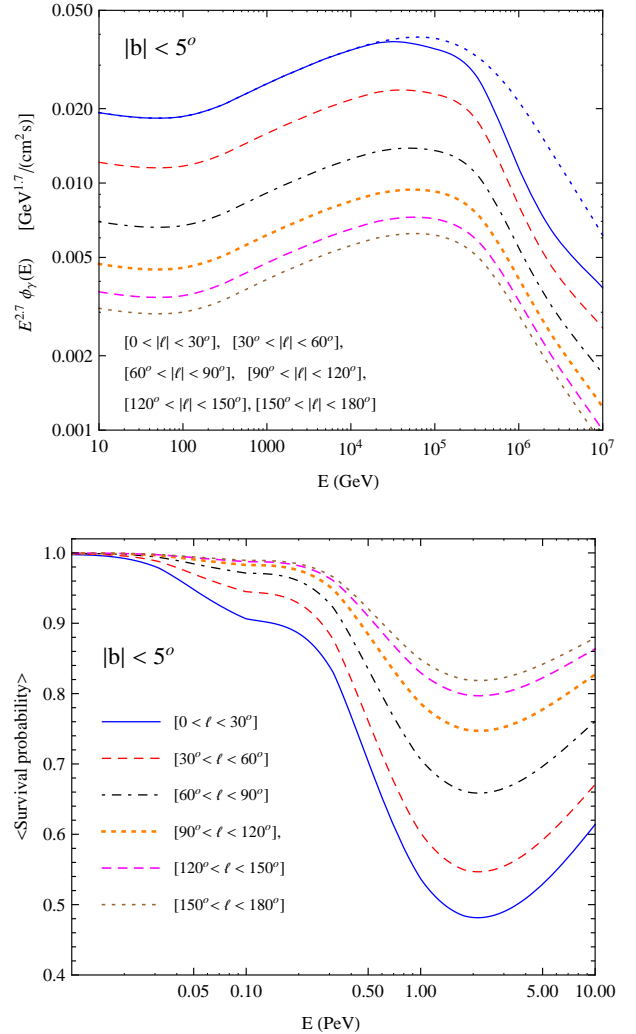 0.050
|b| < 5°
0.020
0.010
0.005
0.002
0.001
E^2.7 ϕ_γ(E) [GeV^1.7/(cm^2 s)]
[0 < |ℓ| < 30°], [30° < |ℓ| < 60°],
[60° < |ℓ| < 90°], [90° < |ℓ| < 120°],
[120° < |ℓ| < 150°], [150° < |ℓ| < 180°]
10 100 1000 10^4 10^5 10^6 10^7
E (GeV)
1.0
0.9
0.8
0.7
0.6
0.5
0.4
<Survival probability>
|b| < 5°
[0 < ℓ < 30°]
[30° < ℓ < 60°]
[60° < ℓ < 90°]
[90° < ℓ < 120°],
[120° < ℓ < 150°]
[150° < ℓ < 180°]
0.05 0.10 0.50 1.00 5.00 10.00
E (PeV)